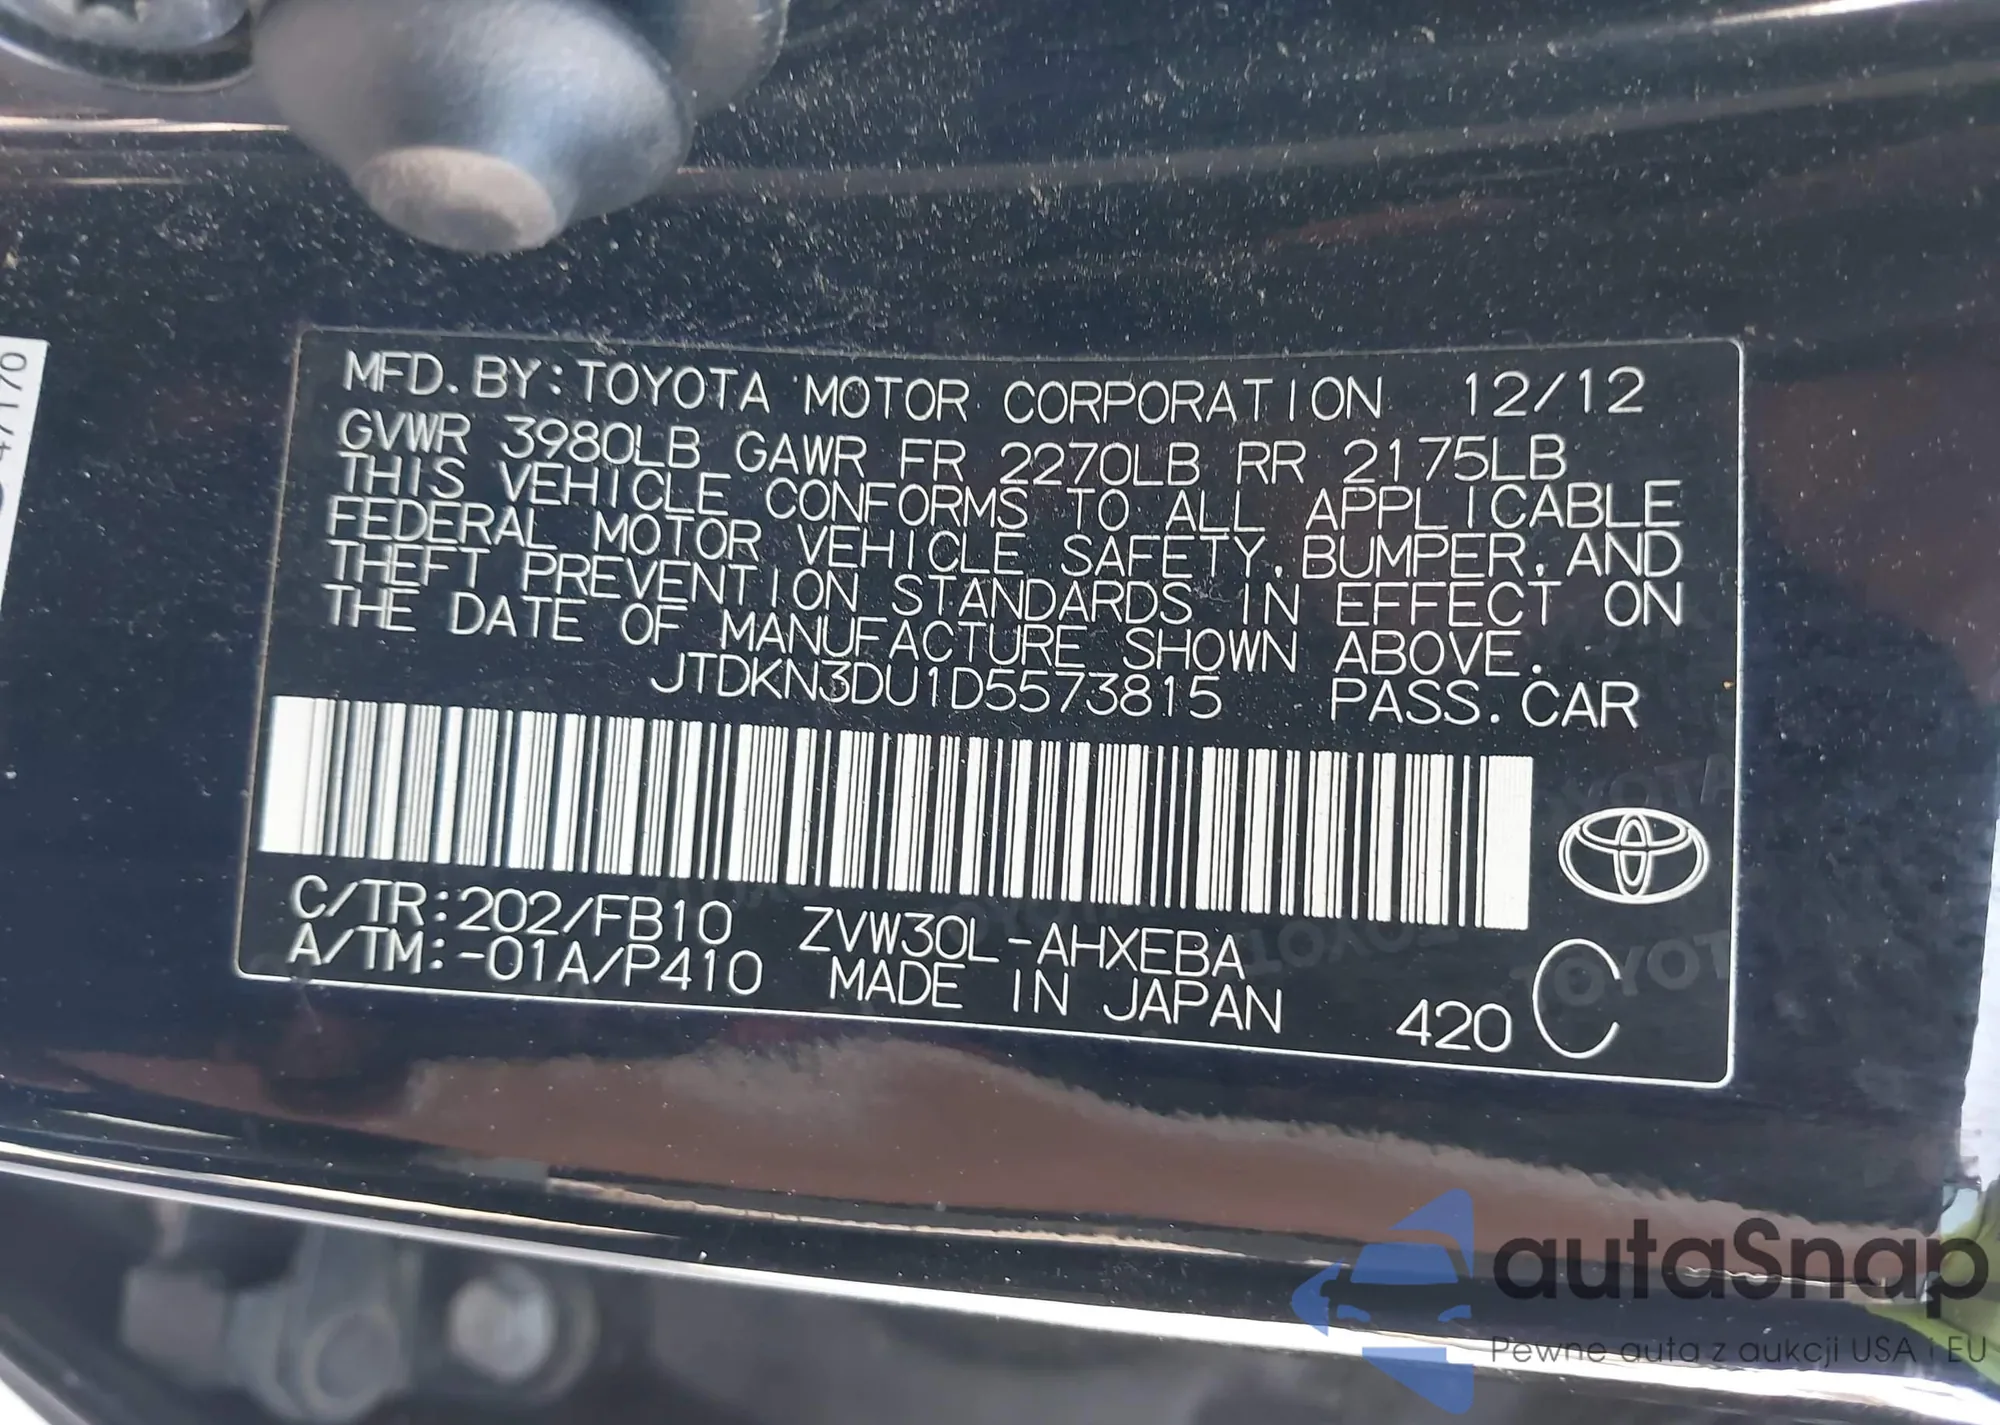 47170
MFD. BY: TOYOTA MOTOR CORPORATION 12/12
GVWR 3980LB GAWR FR 2270LB RR 2175LB
THIS VEHICLE CONFORMS TO ALL APPLICABLE
FEDERAL MOTOR VEHICLE SAFETY, BUMPER, AND
THEFT PREVENTION STANDARDS IN EFFECT ON
THE DATE OF MANUFACTURE SHOWN ABOVE.
JTDKN3DU1D5573815 PASS. CAR
C/TR:202/FB10 ZVW30L-AHXEBA
A/TM:-01A/P410 MADE IN JAPAN 420 C
autaSnap
Pewne auta z aukcji USA i EU